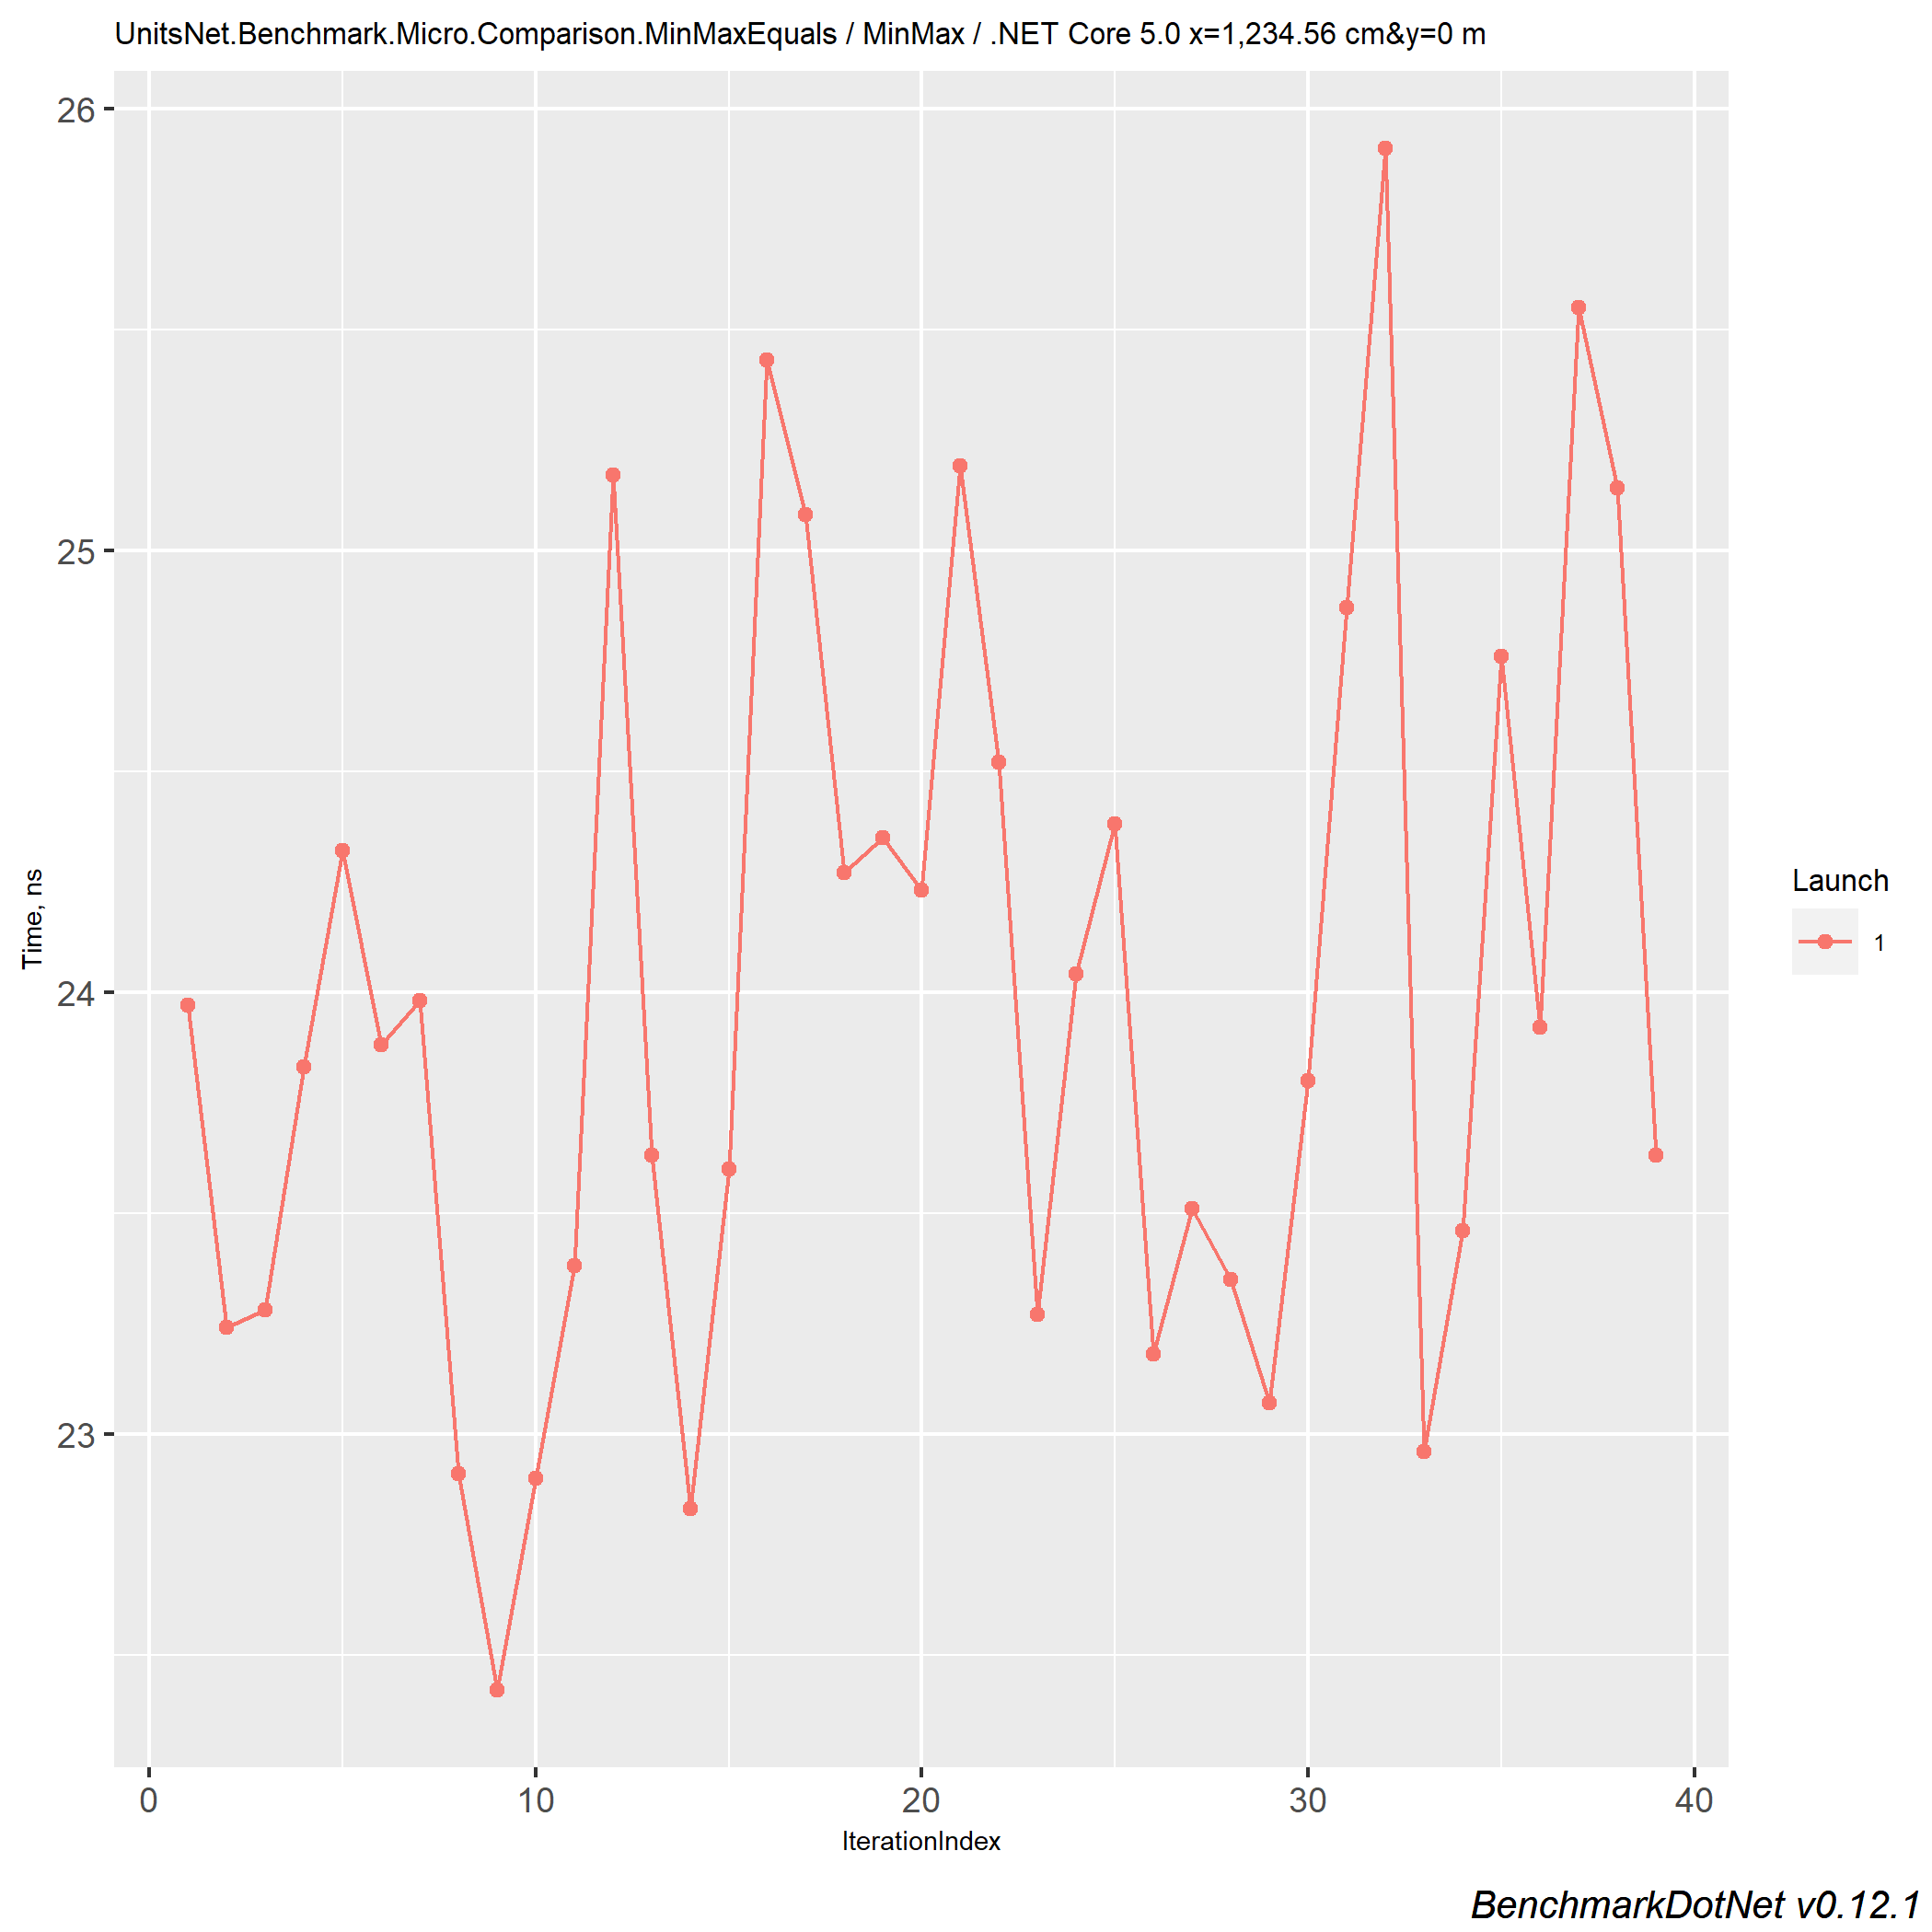 UnitsNet.Benchmark.Micro.Comparison.MinMaxEquals / MinMax / .NET Core 5.0 x=1,234.56 cm&y=0 m
26
25
24
23
Time, ns
0 10 20 30 40
IterationIndex
Launch
1
BenchmarkDotNet v0.12.1